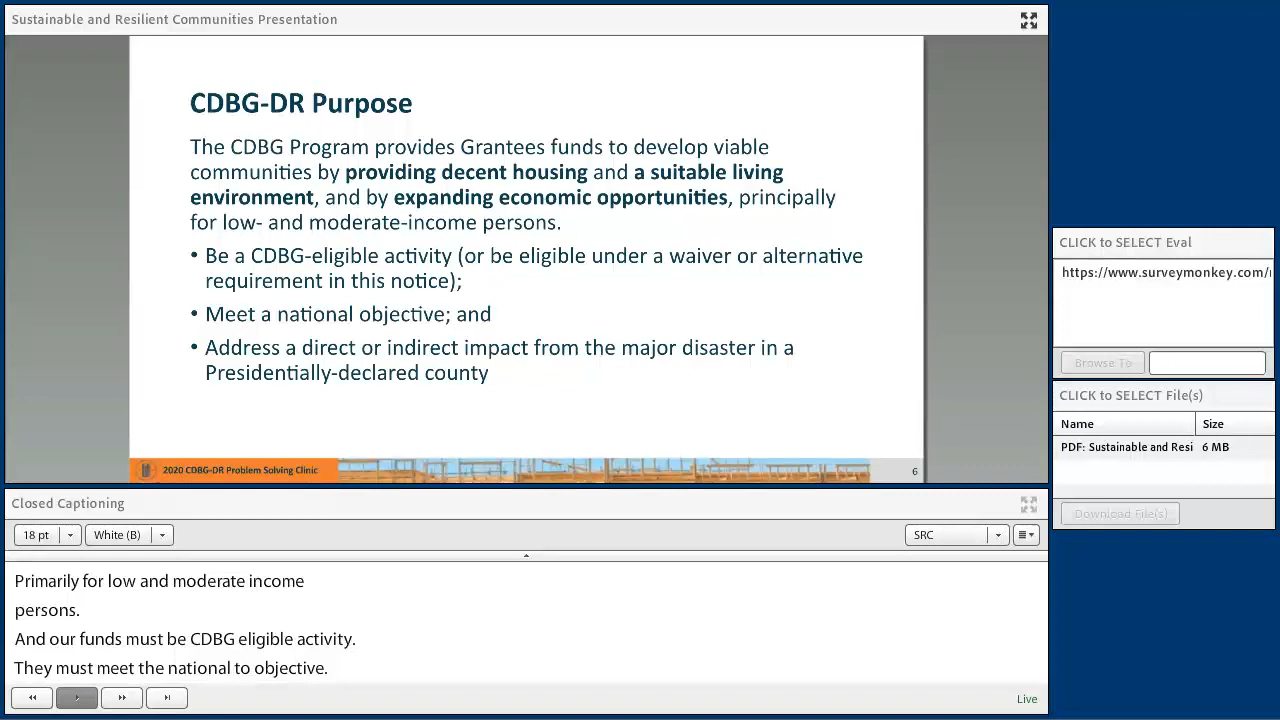 Sustainable and Resilient Communities Presentation
CDBG-DR Purpose
The CDBG Program provides Grantees funds to develop viable
communities by providing decent housing and a suitable living
environment, and by expanding economic opportunities, principally
for low- and moderate-income persons.
• Be a CDBG-eligible activity (or be eligible under a waiver or alternative
requirement in this notice);
• Meet a national objective; and
• Address a direct or indirect impact from the major disaster in a
Presidentially-declared county
2020 CDBG-DR Problem Solving Clinic
6
CLICK to SELECT Eval
https://www.surveymonkey.com/
Browse To
CLICK to SELECT File(s)
Name Size
PDF: Sustainable and Resi 6 MB
Download File(s)
Closed Captioning
18 pt White (B) SRC
Primarily for low and moderate income
persons.
And our funds must be CDBG eligible activity.
They must meet the national to objective.
Live